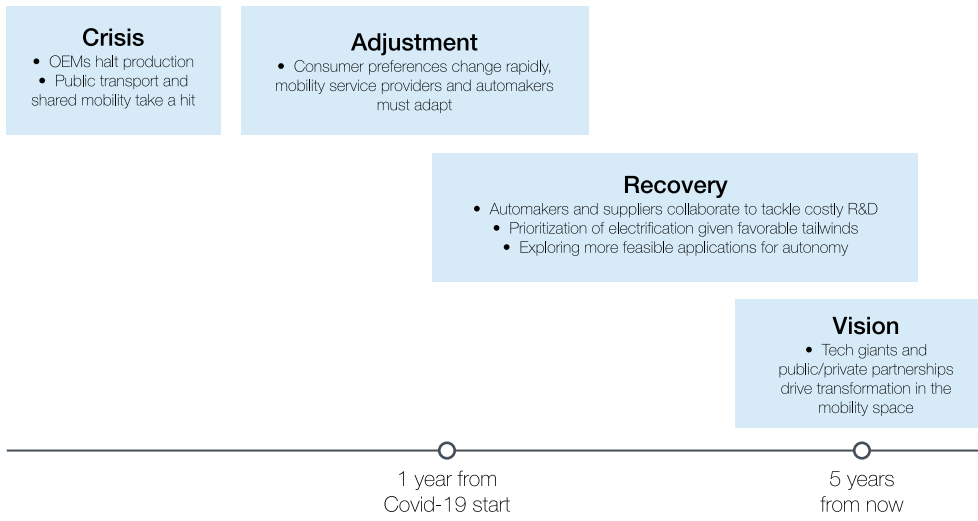 Crisis
• OEMs halt production
• Public transport and
shared mobility take a hit
Adjustment
• Consumer preferences change rapidly,
mobility service providers and automakers
must adapt
Recovery
• Automakers and suppliers collaborate to tackle costly R&D
• Prioritization of electrification given favorable tailwinds
• Exploring more feasible applications for autonomy
Vision
• Tech giants and
public/private partnerships
drive transformation in the
mobility space
1 year from
Covid-19 start
5 years
from now